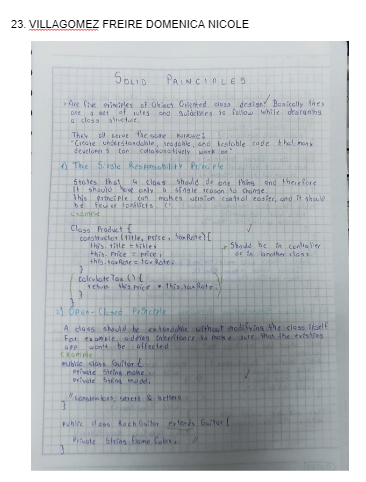 23. VILLAGOMEZ FREIRE DOMENICA NICOLE
SOLID PRINCIPLES
Are five principles of Object Oriented class design. Basically they
are a set of rules and guidelines to follow while designing
a class structure.
They all serve the same purpose:
"Create understandable, readable, and testable code that many
developers can collaboratively work on"
1) The Single Responsibility Principle
States that a class should do one thing and therefore
it should have only a single reason to change
This principle can makes version control easier, and it should
be fewer conflicts
Example
Class Product {
constructor (title, price, taxRate) {
this.title = title;
this.price = price;
this.taxRate = taxRate;
}
Should be in controller
or in another class.
calculateTax () {
return this.price * this.taxRate;
}
}
2) Open-Closed Principle
A class should be extendable without modifying the class itself
For example, adding inheritance to make sure that the existing
app won't be affected
Example
public class Guitar {
private String make;
private String model;
// constructors, getters & setters
}
public class RockGuitar extends Guitar {
private String flame Color;
}